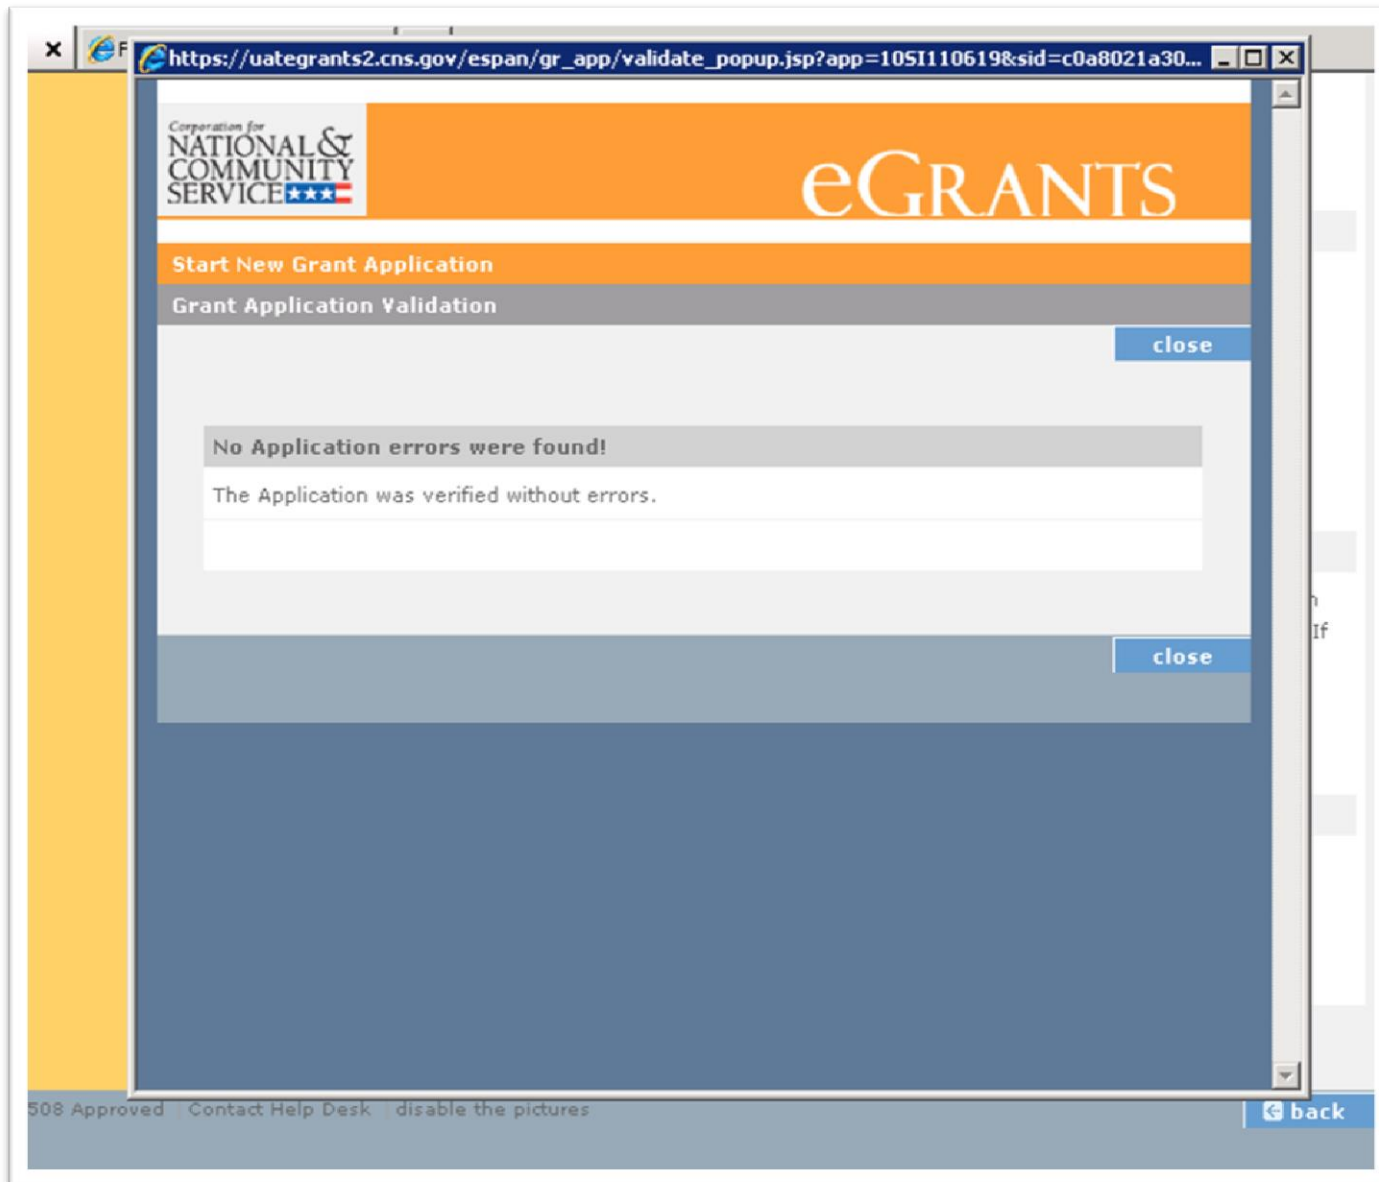 https://uategrants2.cns.gov/espan/gr_app/validate_popup.jsp?app=10SI110619&sid=c0a8021a30...
Corporation for
NATIONAL &
COMMUNITY
SERVICE
eGRANTS
Start New Grant Application
Grant Application Validation
close
No Application errors were found!
The Application was verified without errors.
If
close
508 Approved Contact Help Desk disable the pictures
back